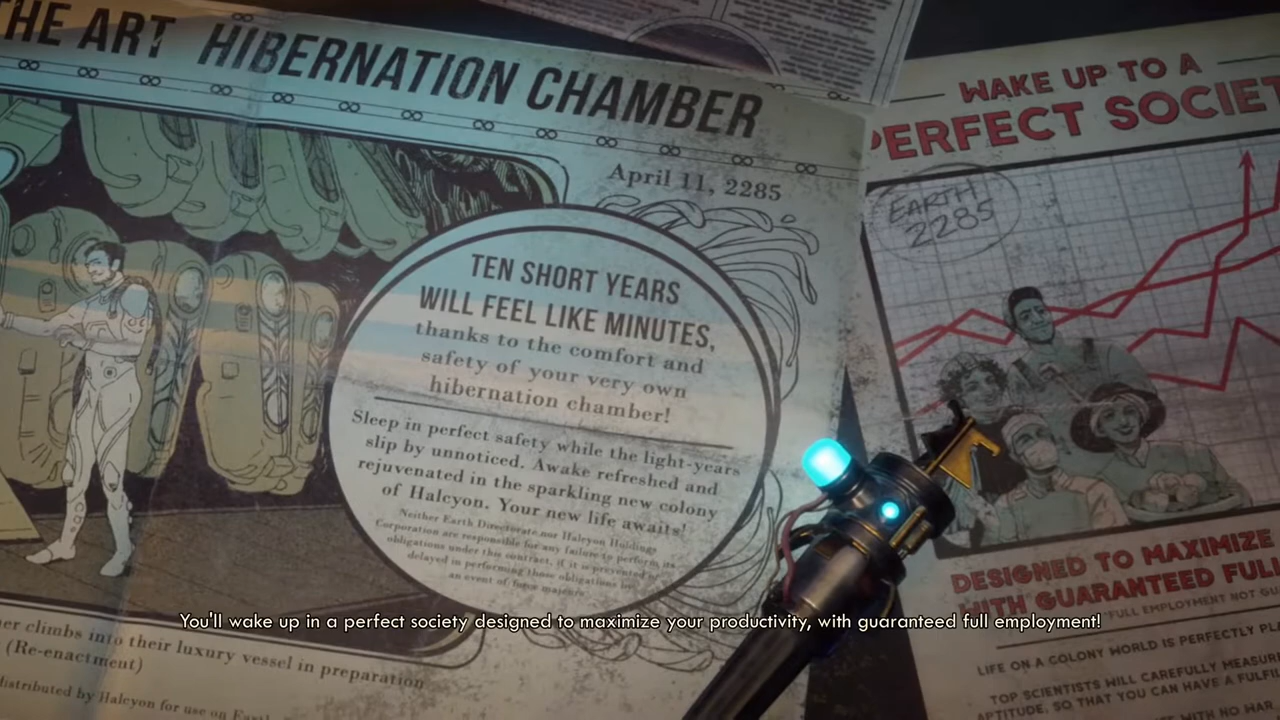 THE ART HIBERNATION CHAMBER
April 11, 2285
TEN SHORT YEARS
WILL FEEL LIKE MINUTES,
thanks to the comfort and
safety of your very own
hibernation chamber!
Sleep in perfect safety while the light-years
slip by unnoticed. Awake refreshed and
rejuvenated in the sparkling new colony
of Halcyon. Your new life awaits!
Neither Earth Directorate nor Halcyon Holdings
Corporation are responsible for any failure to perform its
obligations under this contract, if it is prevented or
delayed in performing those obligations by
an event of force majeure.
climbs into their luxury vessel in preparation
(Re-enactment)
distributed by Halcyon for use on Earth
WAKE UP TO A
PERFECT SOCIET
EARTH
2285
DESIGNED TO MAXIMIZE
WITH GUARANTEED FULL
FULL EMPLOYMENT NOT
LIFE ON A COLONY WORLD IS PERFECTLY
TOP SCIENTISTS WILL CAREFULLY
APTITUDE, SO THAT YOU CAN HAVE A
WITH NO WAR,
You'll wake up in a perfect society designed to maximize your productivity, with guaranteed full employment!